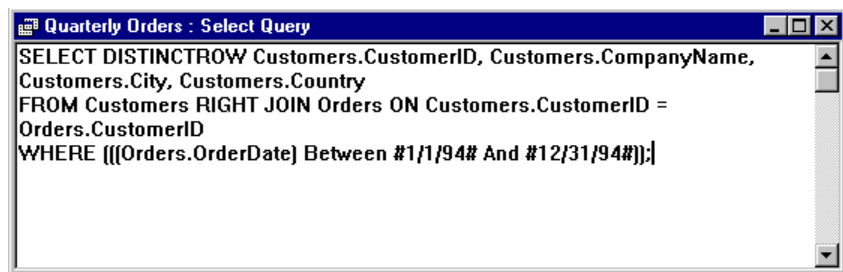 Quarterly Orders : Select Query
SELECT DISTINCTROW Customers.CustomerID, Customers.CompanyName,
Customers.City, Customers.Country
FROM Customers RIGHT JOIN Orders ON Customers.CustomerID =
Orders.CustomerID
WHERE (((Orders.OrderDate) Between #1/1/94# And #12/31/94#));